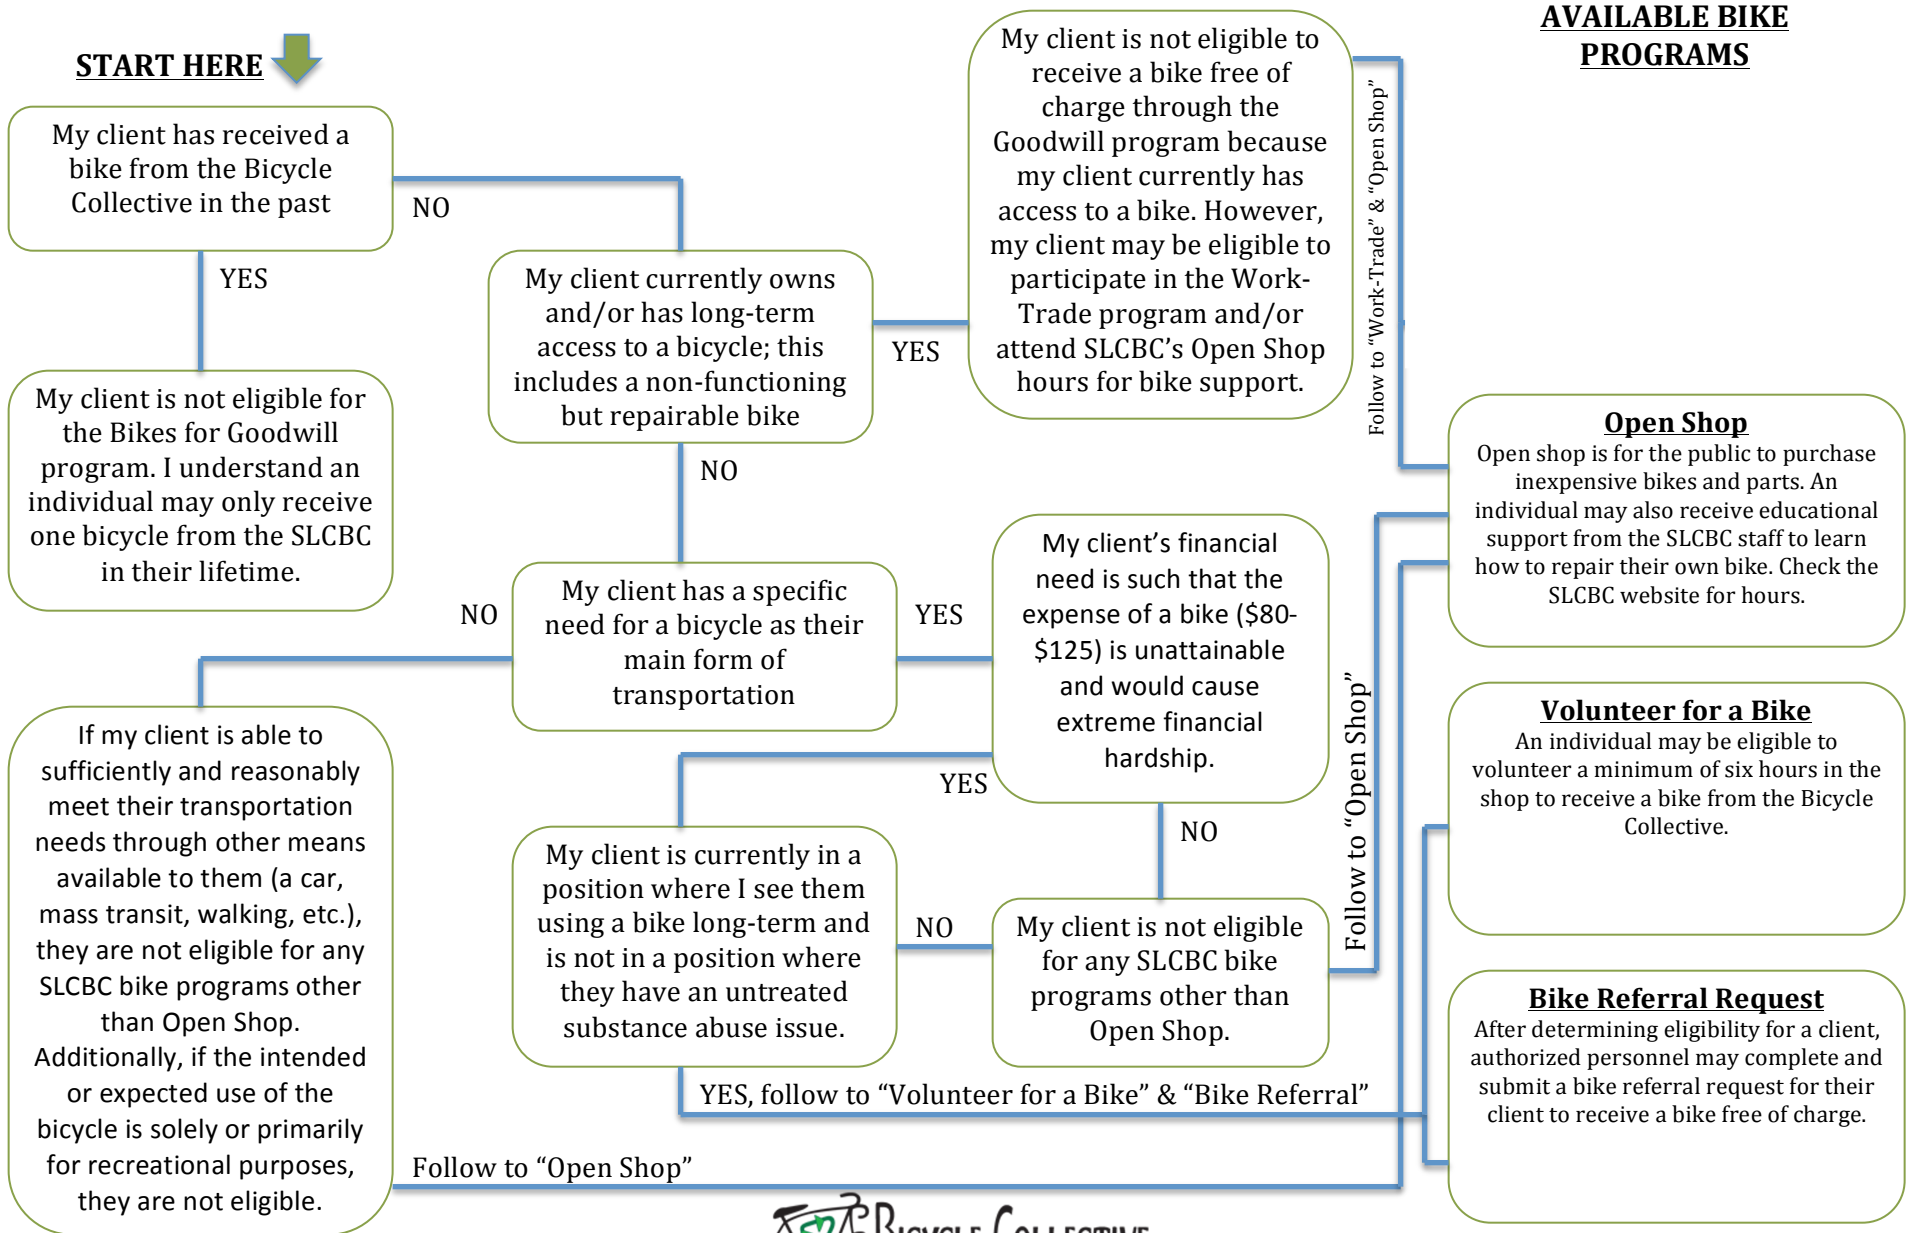 START HERE
My client has received a
bike from the Bicycle
Collective in the past
NO
YES
My client is not eligible for
the Bikes for Goodwill
program. I understand an
individual may only receive
one bicycle from the SLCBC
in their lifetime.
My client currently owns
and/or has long-term
access to a bicycle; this
includes a non-functioning
but repairable bike
YES
NO
My client is not eligible to
receive a bike free of
charge through the
Goodwill program because
my client currently has
access to a bike. However,
my client may be eligible to
participate in the Work-
Trade program and/or
attend SLCBC’s Open Shop
hours for bike support.
Follow to “Work-Trade” & “Open Shop”
My client has a specific
need for a bicycle as their
main form of
transportation
NO
YES
If my client is able to
sufficiently and reasonably
meet their transportation
needs through other means
available to them (a car,
mass transit, walking, etc.),
they are not eligible for any
SLCBC bike programs other
than Open Shop.
Additionally, if the intended
or expected use of the
bicycle is solely or primarily
for recreational purposes,
they are not eligible.
Follow to “Open Shop”
My client’s financial
need is such that the
expense of a bike ($80-
$125) is unattainable
and would cause
extreme financial
hardship.
YES
NO
My client is currently in a
position where I see them
using a bike long-term and
is not in a position where
they have an untreated
substance abuse issue.
NO
My client is not eligible
for any SLCBC bike
programs other than
Open Shop.
Follow to “Open Shop”
YES, follow to “Volunteer for a Bike” & “Bike Referral”
AVAILABLE BIKE
PROGRAMS
Open Shop
Open shop is for the public to purchase
inexpensive bikes and parts. An
individual may also receive educational
support from the SLCBC staff to learn
how to repair their own bike. Check the
SLCBC website for hours.
Volunteer for a Bike
An individual may be eligible to
volunteer a minimum of six hours in the
shop to receive a bike from the Bicycle
Collective.
Bike Referral Request
After determining eligibility for a client,
authorized personnel may complete and
submit a bike referral request for their
client to receive a bike free of charge.
BICYCLE COLLECTIVE